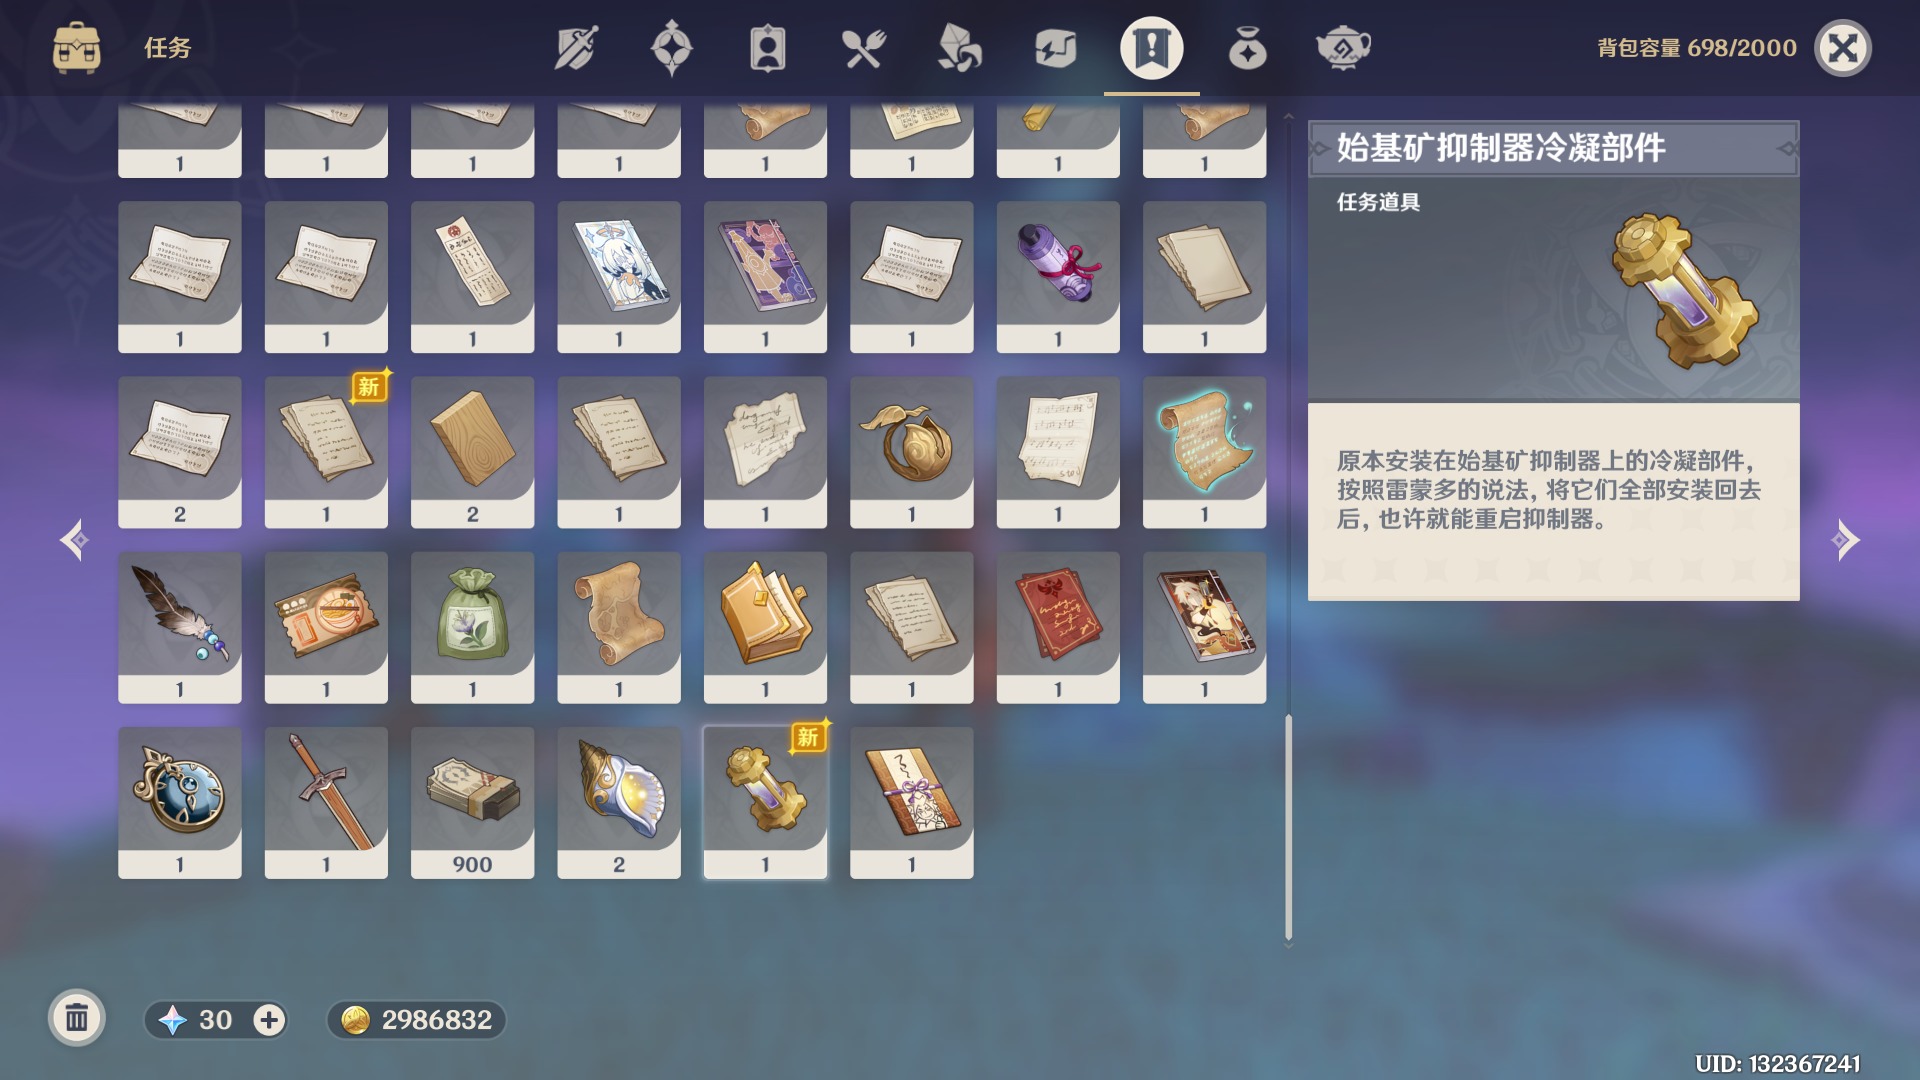 任务
背包容量 698/2000
1 1 1 1 1 1 1 1
1 1 1 1 1 1 1 1
新
2 1 2 1 1 1 1 1
1 1 1 1 1 1 1 1
新
1 1 900 2 1 1
始基矿抑制器冷凝部件
任务道具
原本安装在始基矿抑制器上的冷凝部件，
按照雷蒙多的说法，将它们全部安装回去
后，也许就能重启抑制器。
30
2986832
UID: 132367241